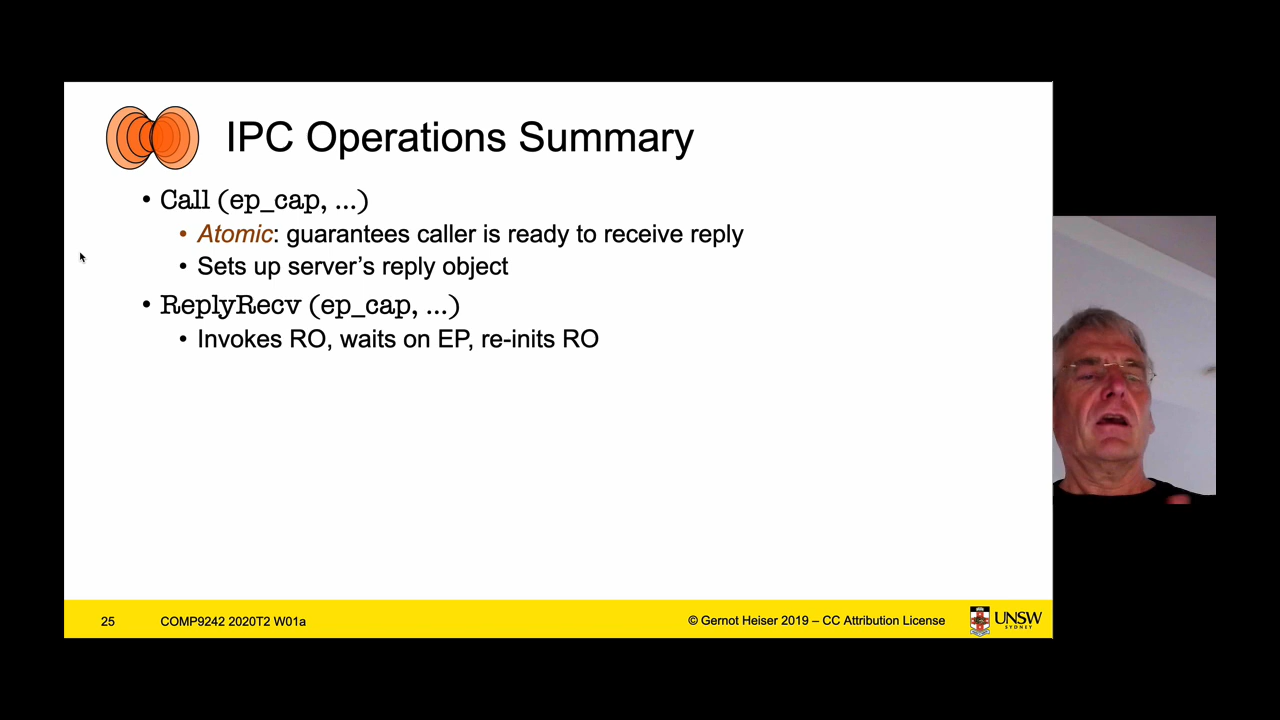 IPC Operations Summary
• Call (ep_cap, ...)
• Atomic: guarantees caller is ready to receive reply
• Sets up server’s reply object
• ReplyRecv (ep_cap, ...)
• Invokes RO, waits on EP, re-inits RO
25
COMP9242 2020T2 W01a
© Gernot Heiser 2019 – CC Attribution License
UNSW
SYDNEY